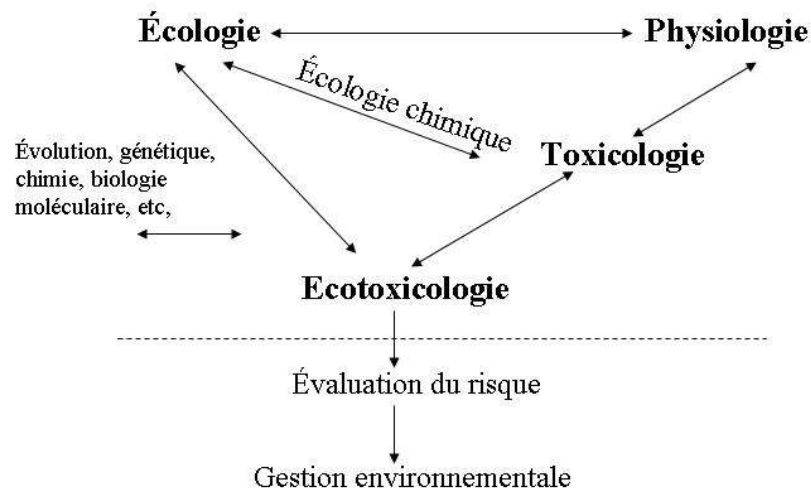 Écologie
Physiologie
Écologie chimique
Toxicologie
Évolution, génétique,
chimie, biologie
moléculaire, etc,
Ecotoxicologie
Évaluation du risque
Gestion environnementale